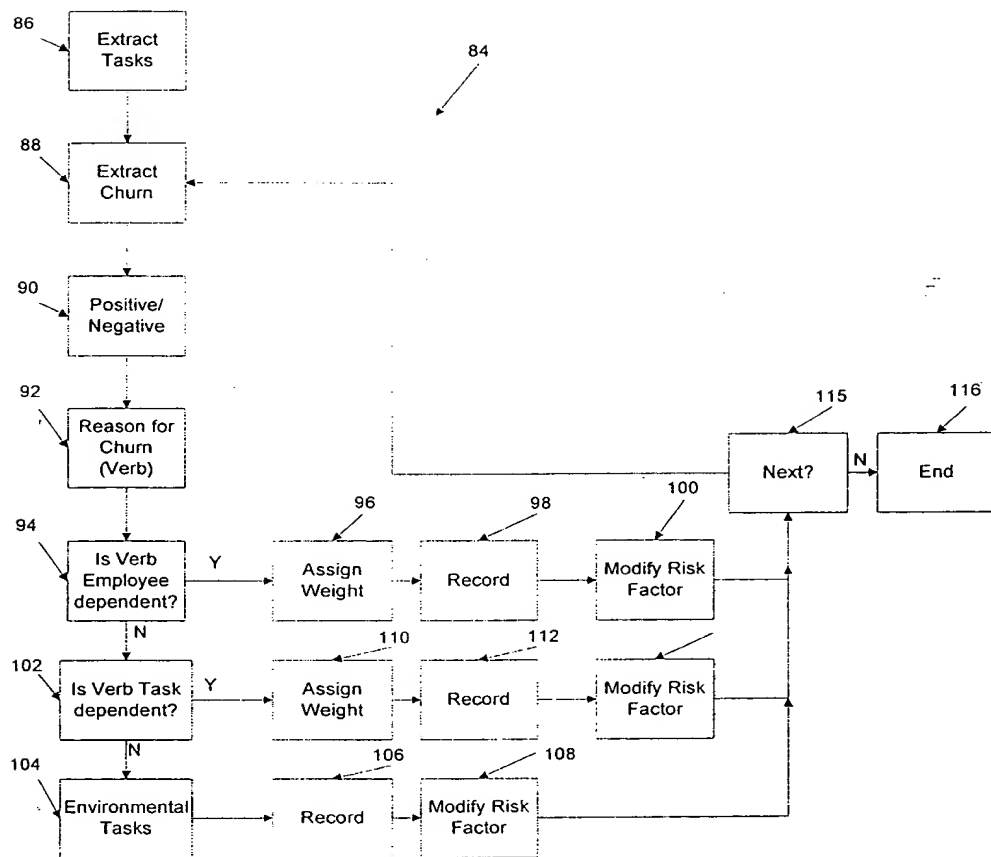 86
Extract
Tasks
84
88
Extract
Churn
90
Positive/
Negative
92
Reason for
Churn
(Verb)
115
116
Next?
N
End
94
Is Verb
Employee
dependent?
Y
96
Assign
Weight
98
Record
100
Modify Risk
Factor
N
102
Is Verb Task
dependent?
Y
110
Assign
Weight
112
Record
Modify Risk
Factor
N
104
Environmental
Tasks
106
Record
108
Modify Risk
Factor